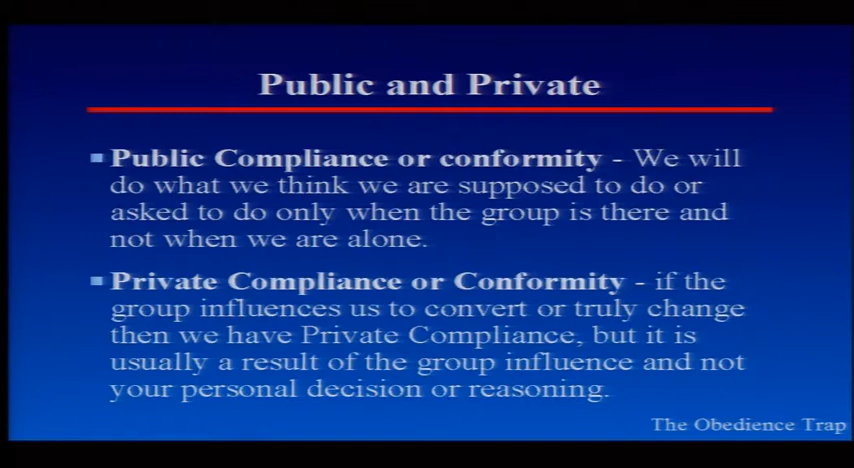 Public and Private
Public Compliance or conformity - We will
do what we think we are supposed to do or
asked to do only when the group is there and
not when we are alone.
Private Compliance or Conformity - if the
group influences us to convert or truly change
then we have Private Compliance, but it is
usually a result of the group influence and not
your personal decision or reasoning.
The Obedience Trap